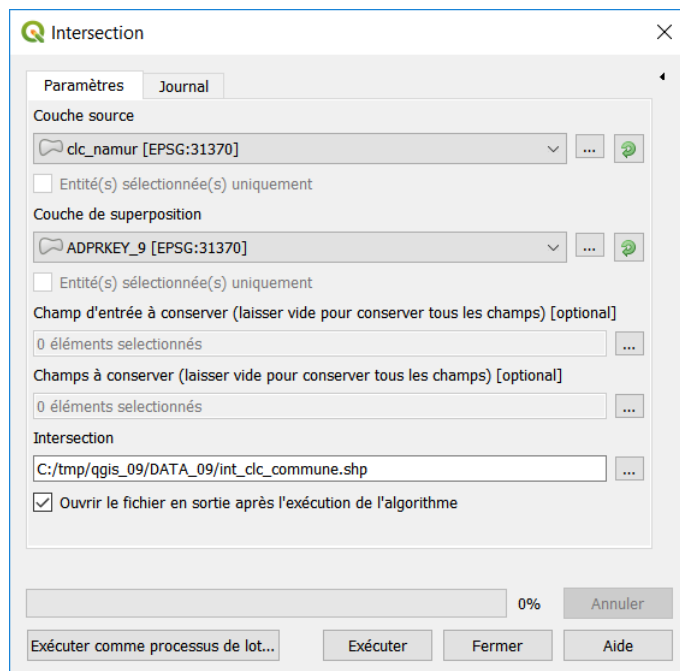 Intersection
Paramètres
Journal
Couche source
clc_namur [EPSG:31370]
...
Entité(s) sélectionnée(s) uniquement
Couche de superposition
ADPRKEY_9 [EPSG:31370]
...
Entité(s) sélectionnée(s) uniquement
Champ d'entrée à conserver (laisser vide pour conserver tous les champs) [optional]
0 éléments selectionnés
...
Champs à conserver (laisser vide pour conserver tous les champs) [optional]
0 éléments selectionnés
...
Intersection
C:/tmp/qgis_09/DATA_09/int_clc_commune.shp
...
Ouvrir le fichier en sortie après l'exécution de l'algorithme
0%
Annuler
Exécuter comme processus de lot...
Exécuter
Fermer
Aide